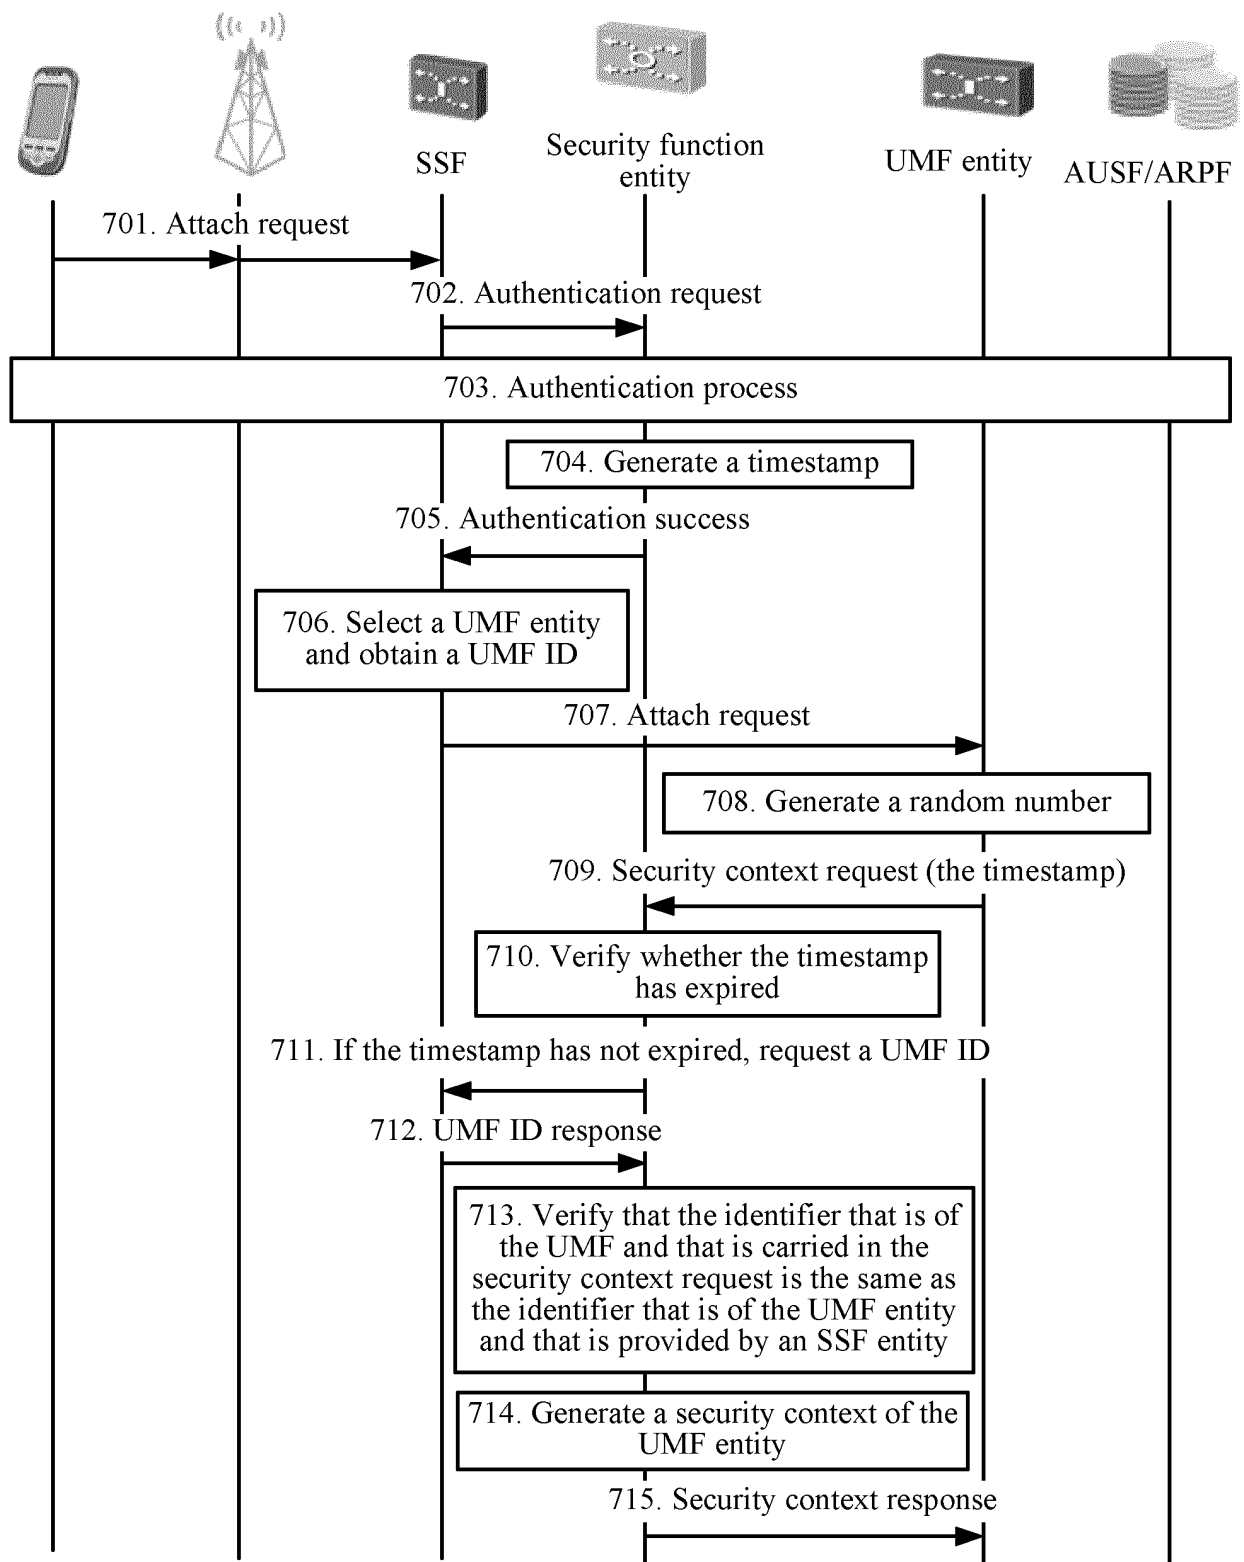 SSF
Security function
entity
UMF entity
AUSF/ARPF
701. Attach request
702. Authentication request
703. Authentication process
704. Generate a timestamp
705. Authentication success
706. Select a UMF entity
and obtain a UMF ID
707. Attach request
708. Generate a random number
709. Security context request (the timestamp)
710. Verify whether the timestamp
has expired
711. If the timestamp has not expired, request a UMF ID
712. UMF ID response
713. Verify that the identifier that is of
the UMF and that is carried in the
security context request is the same as
the identifier that is of the UMF entity
and that is provided by an SSF entity
714. Generate a security context of the
UMF entity
715. Security context response